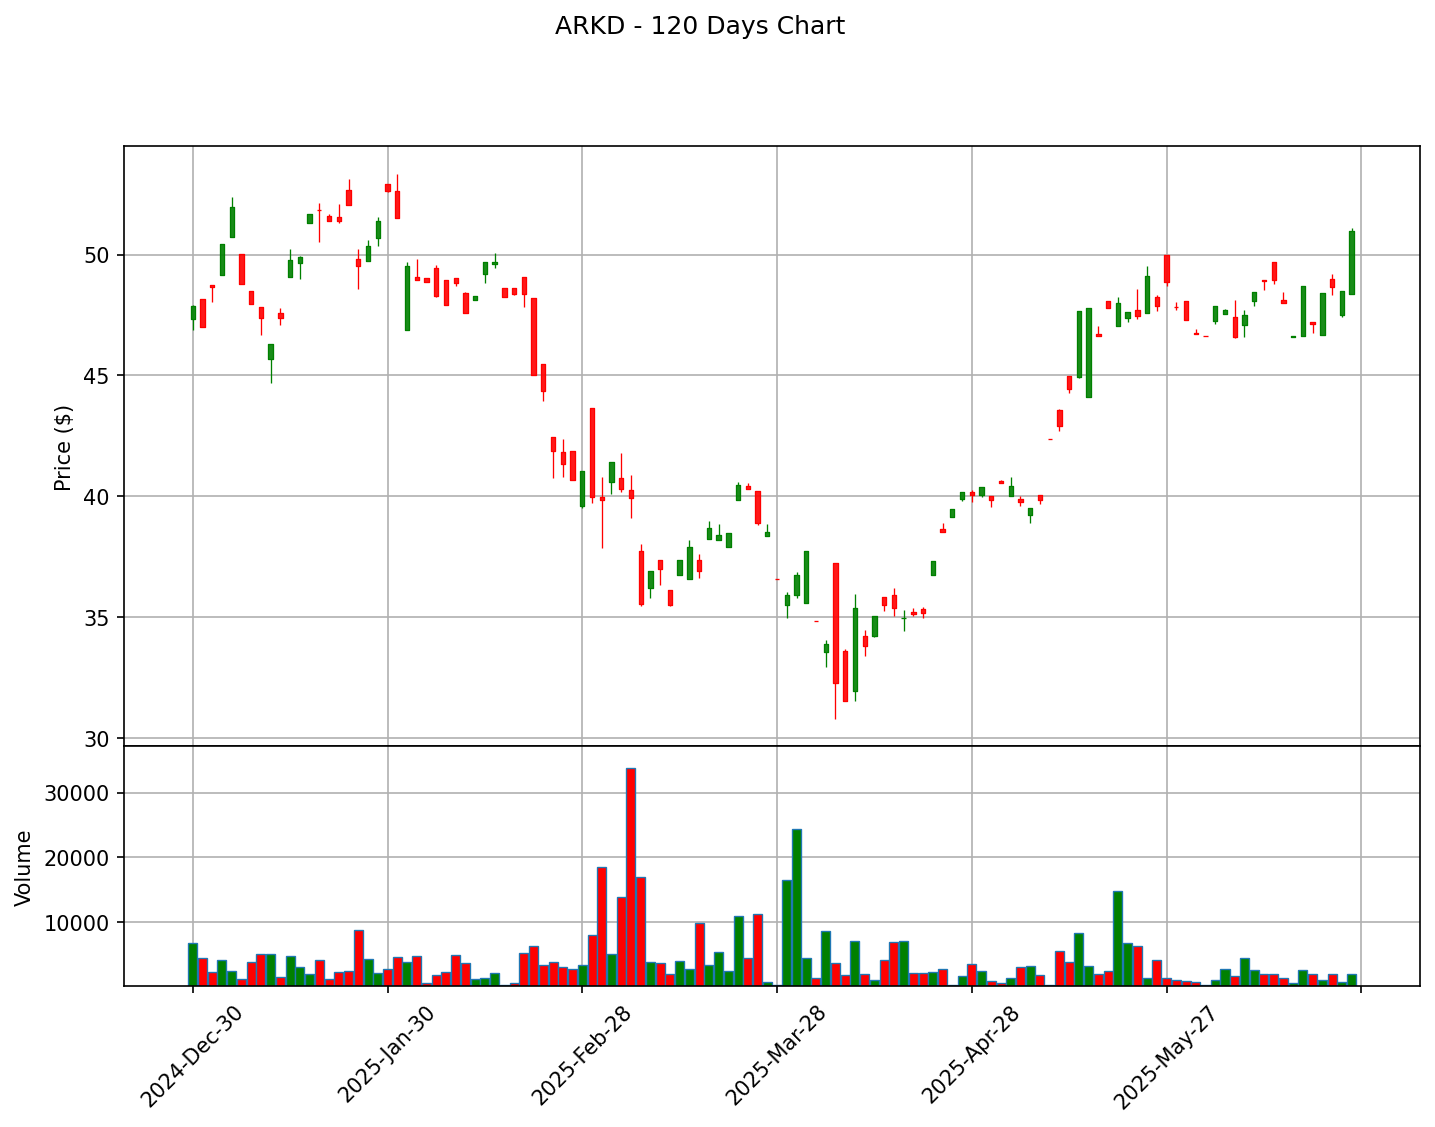 ARKD - 120 Days Chart
Price ($)
50
45
40
35
30
Volume
30000
20000
10000
2024-Dec-30
2025-Jan-30
2025-Feb-28
2025-Mar-28
2025-Apr-28
2025-May-27